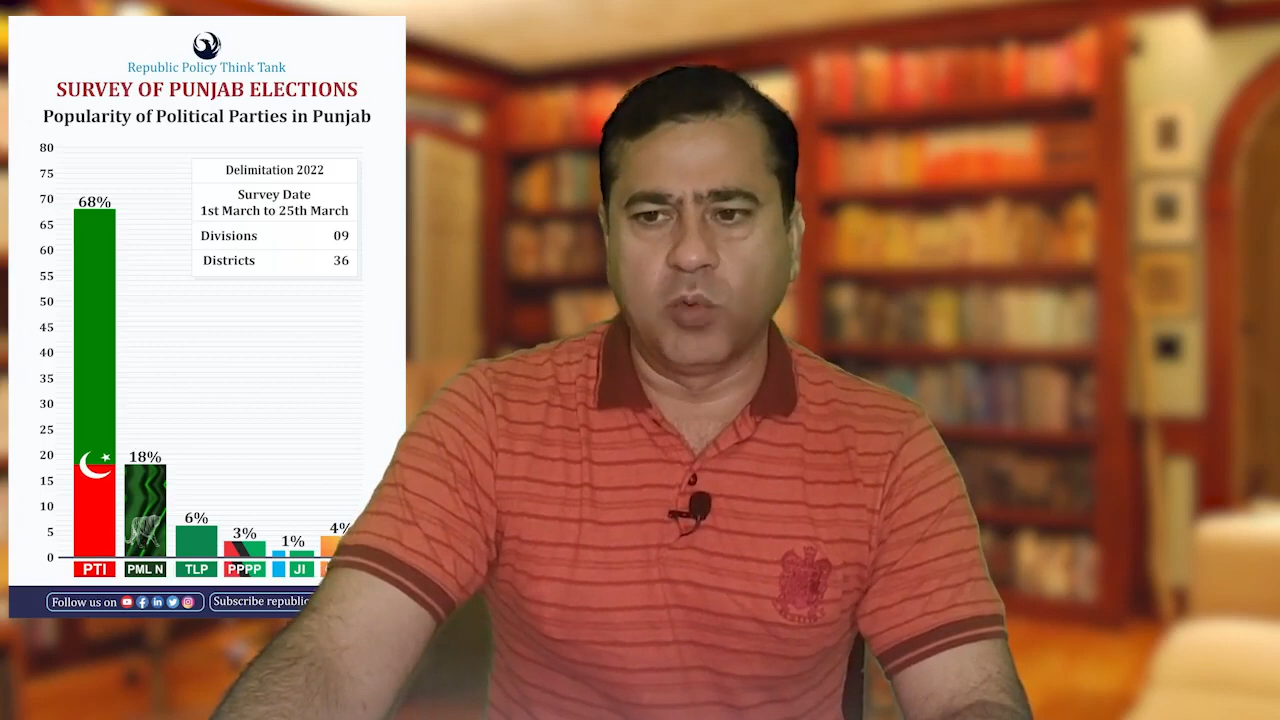 Republic Policy Think Tank
SURVEY OF PUNJAB ELECTIONS
Popularity of Political Parties in Punjab
80
75
70
65
60
55
50
45
40
35
30
25
20
15
10
5
0
Delimitation 2022
Survey Date
1st March to 25th March
Divisions 09
Districts 36
68%
18%
6%
3%
1%
4%
PTI PML N TLP PPPP JI
Follow us on
Subscribe